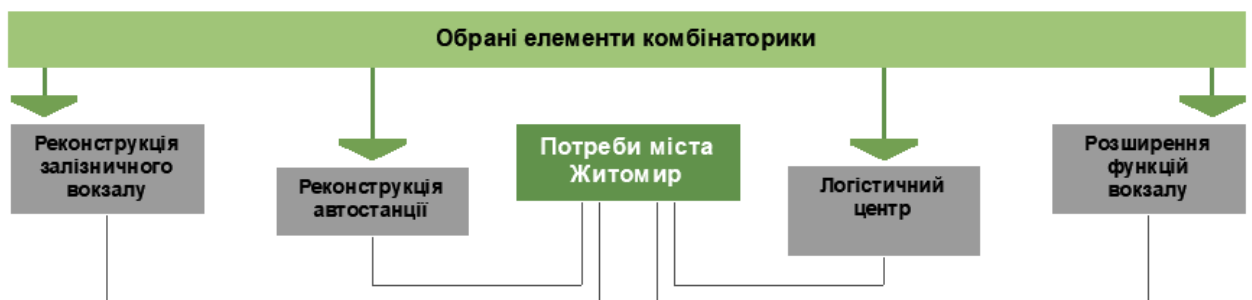 Обрані елементи комбінаторики
Реконструкція
залізничного
вокзалу
Реконструкція
автостанції
Потреби міста
Житомир
Логістичний
центр
Розширення
функцій
вокзалу